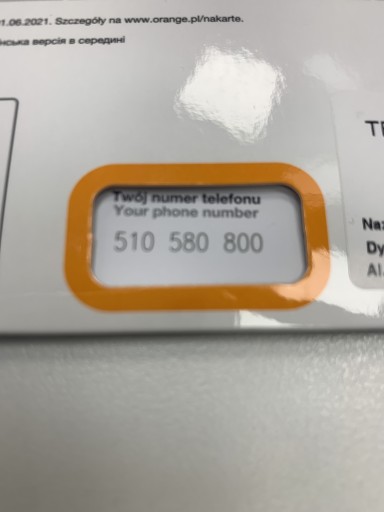 1.06.2021. Szczegóły na www.orange.pl/nakarte.
їнська версія в середині
Twój numer telefonu
Your phone number
510 580 800